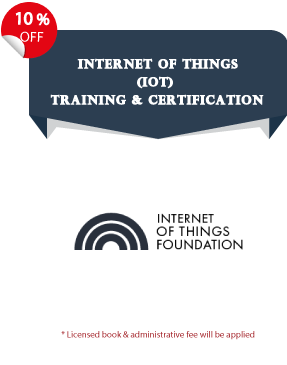 10 %
OFF
INTERNET OF THINGS
(IOT)
TRAINING & CERTIFICATION
INTERNET
OF THINGS
FOUNDATION
* Licensed book & administrative fee will be applied